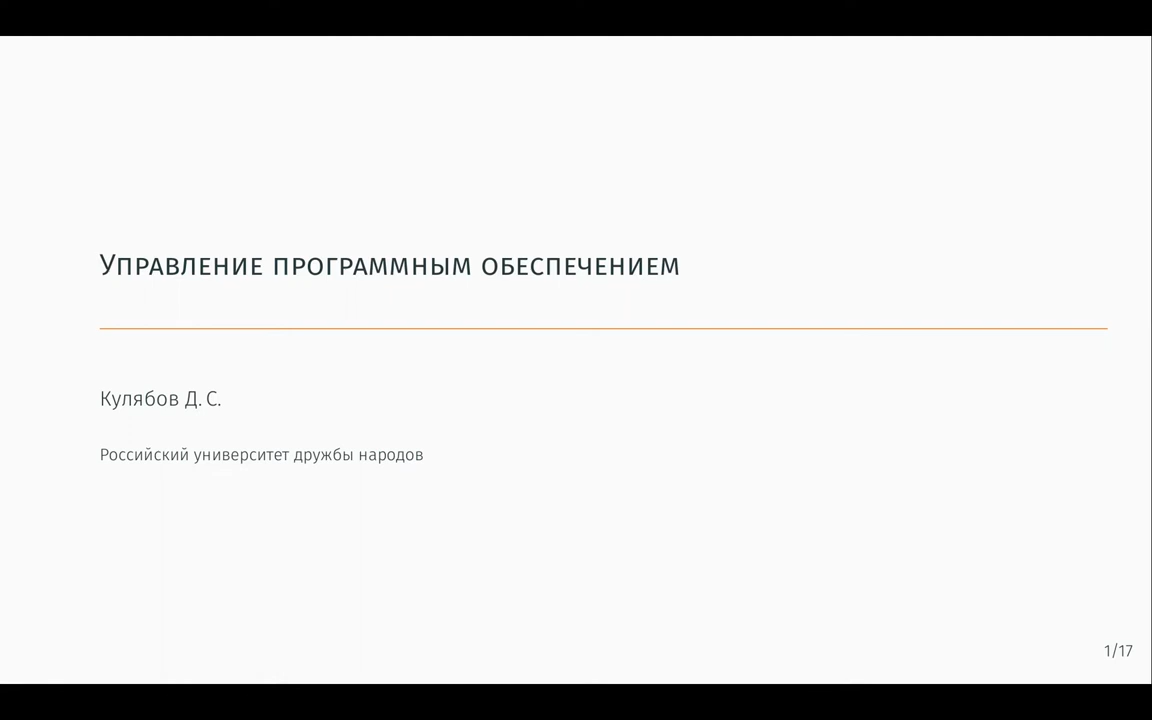 Управление программным обеспечением
Кулябов Д. С.
Российский университет дружбы народов
1/17